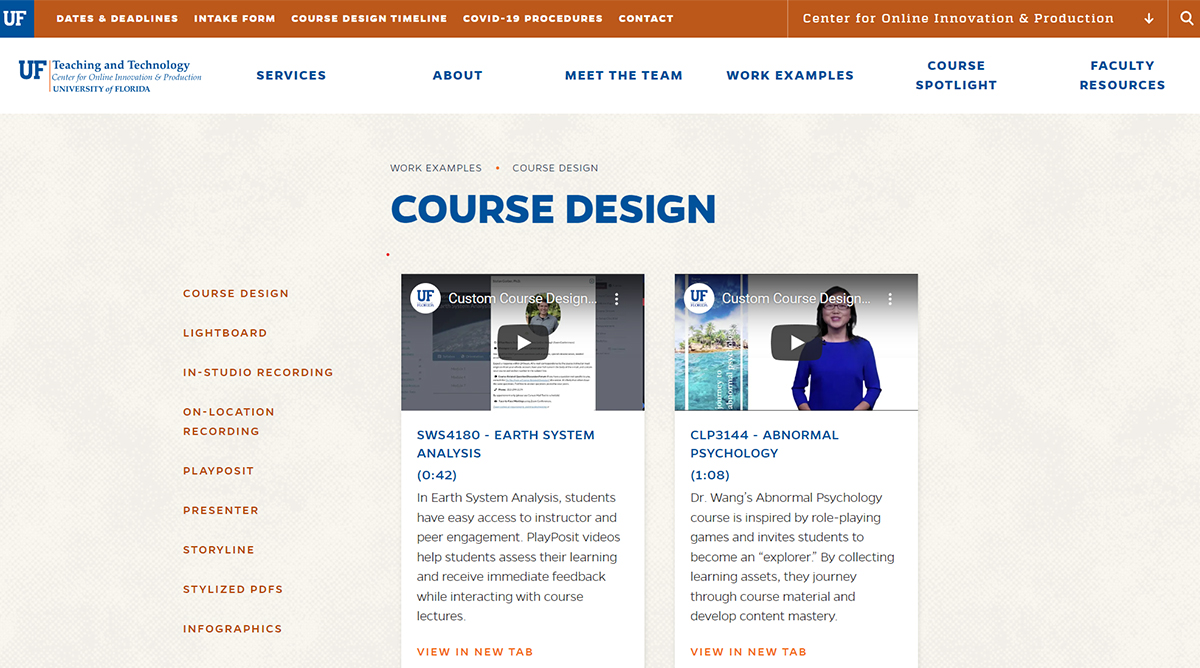 UF
DATES & DEADLINES
INTAKE FORM
COURSE DESIGN TIMELINE
COVID-19 PROCEDURES
CONTACT
Center for Online Innovation & Production
UF
Teaching and Technology
Center for Online Innovation & Production
UNIVERSITY of FLORIDA
SERVICES
ABOUT
MEET THE TEAM
WORK EXAMPLES
COURSE
SPOTLIGHT
FACULTY
RESOURCES
WORK EXAMPLES • COURSE DESIGN
COURSE DESIGN
COURSE DESIGN
LIGHTBOARD
IN-STUDIO RECORDING
ON-LOCATION
RECORDING
PLAYPOSIT
PRESENTER
STORYLINE
STYLIZED PDFS
INFOGRAPHICS
UF
FLORIDA
Custom Course Design...
SWS4180 - EARTH SYSTEM
ANALYSIS
(0:42)
In Earth System Analysis, students
have easy access to instructor and
peer engagement. PlayPosit videos
help students assess their learning
and receive immediate feedback
while interacting with course
lectures.
VIEW IN NEW TAB
UF
FLORIDA
Custom Course Design...
journey to
abnormal
CLP3144 - ABNORMAL
PSYCHOLOGY
(1:08)
Dr. Wang’s Abnormal Psychology
course is inspired by role-playing
games and invites students to
become an “explorer.” By collecting
learning assets, they journey
through course material and
develop content mastery.
VIEW IN NEW TAB